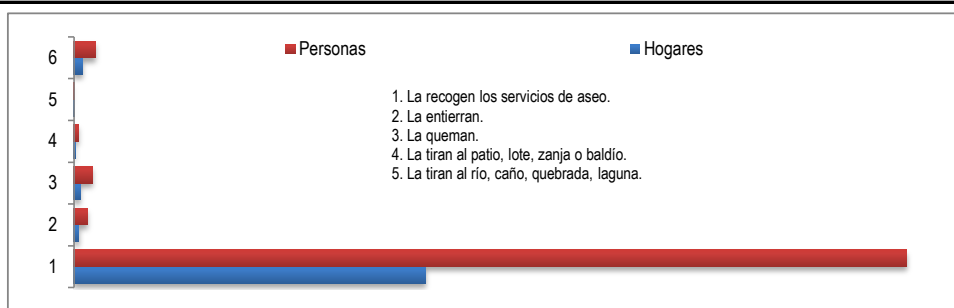 Personas
Hogares
6
5
4
3
2
1
1. La recogen los servicios de aseo.
2. La entierran.
3. La queman.
4. La tiran al patio, lote, zanja o baldío.
5. La tiran al río, caño, quebrada, laguna.